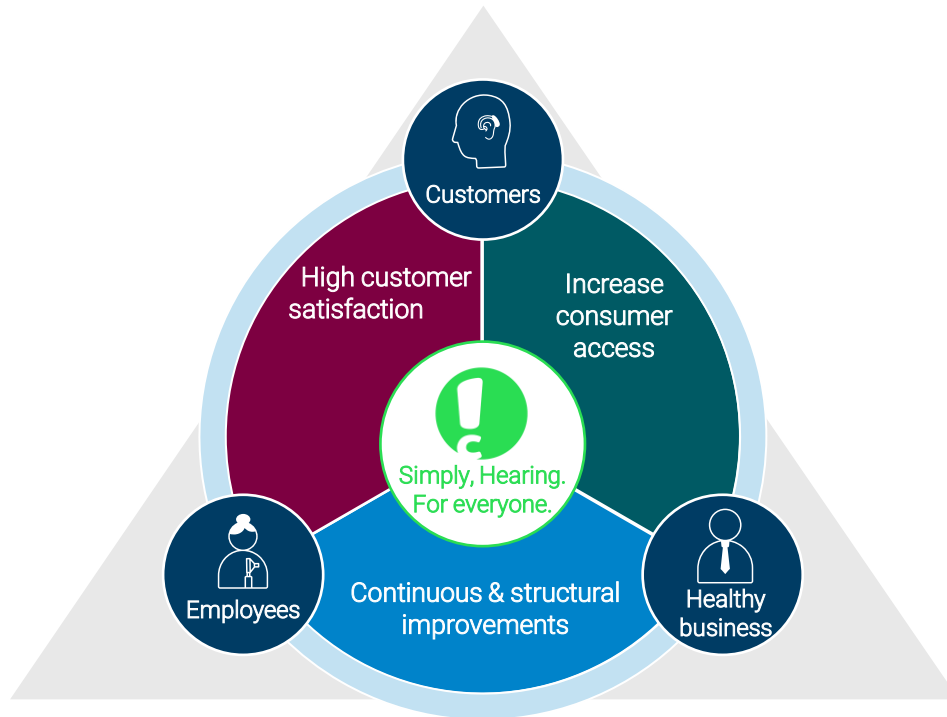 Customers
High customer
satisfaction
Increase
consumer
access
Simply, Hearing.
For everyone.
Employees
Continuous & structural
improvements
Healthy
business